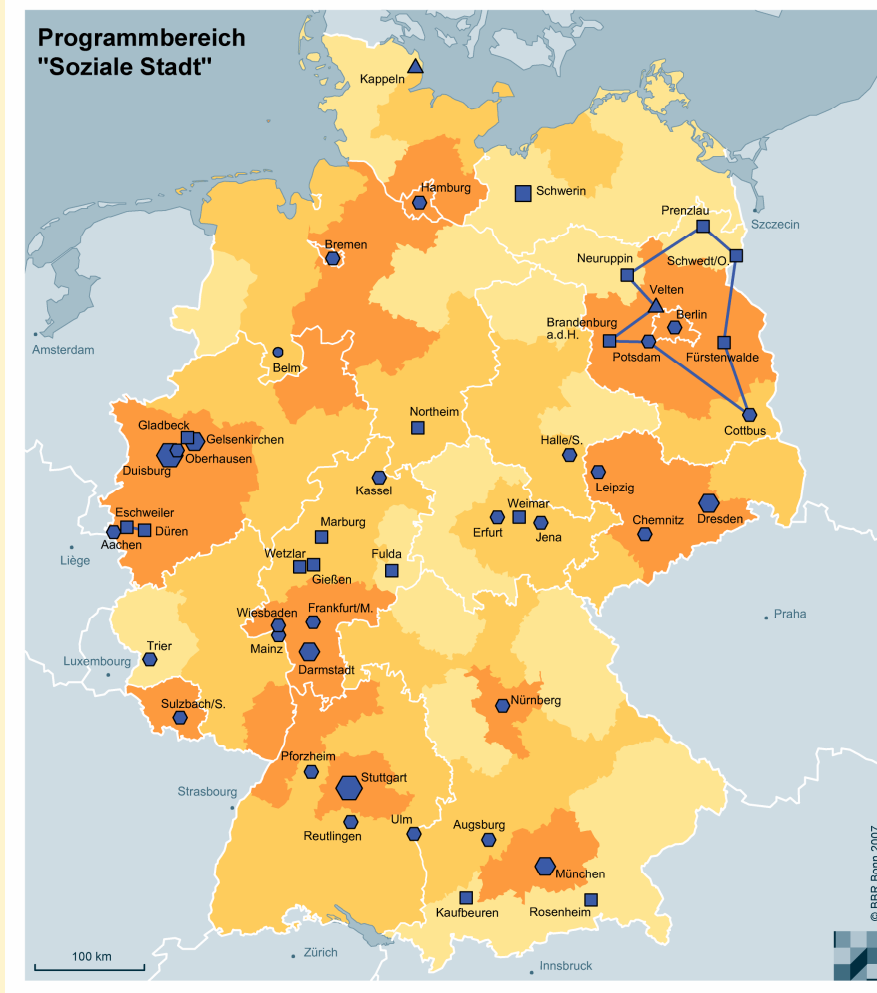 Programmbereich
"Soziale Stadt"
Kappeln
Hamburg
Schwerin
Prenzlau
Szczecin
Bremen
Neuruppin
Schwedt/O.
Velten
Berlin
Brandenburg
a.d.H.
Potsdam
Fürstenwalde
Amsterdam
Belm
Northeim
Cottbus
Gladbeck
Gelsenkirchen
Oberhausen
Duisburg
Halle/S.
Leipzig
Kassel
Eschweiler
Düren
Aachen
Weimar
Erfurt
Jena
Chemnitz
Dresden
Marburg
Wetzlar
Gießen
Fulda
Liège
Wiesbaden
Frankfurt/M.
Praha
Mainz
Trier
Luxembourg
Darmstadt
Sulzbach/S.
Nürnberg
Pforzheim
Stuttgart
Strasbourg
Ulm
Reutlingen
Augsburg
München
Kaufbeuren
Rosenheim
100 km
Zürich
Innsbruck
© BBR Bonn 2007